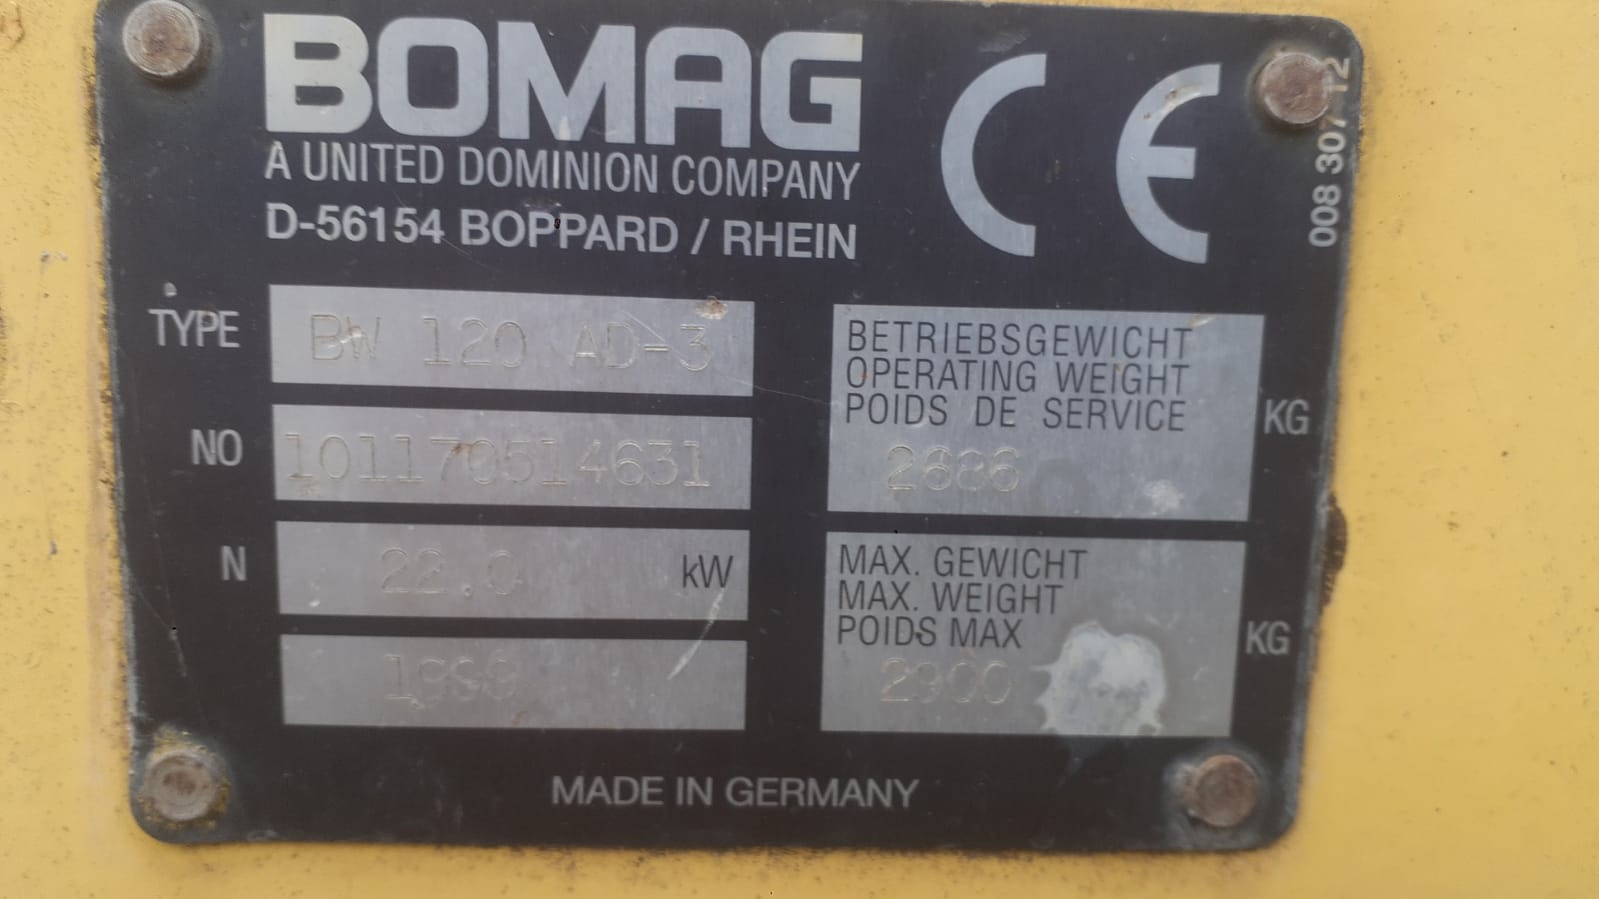 BOMAG
A UNITED DOMINION COMPANY
D-56154 BOPPARD / RHEIN
CE
008 307 12
TYPE BW 120 AD-3
NO 101170514631
N 22.0 kW
BETRIEBSGEWICHT
OPERATING WEIGHT
POIDS DE SERVICE
2686 KG
MAX. GEWICHT
MAX. WEIGHT
POIDS MAX
2900 KG
MADE IN GERMANY